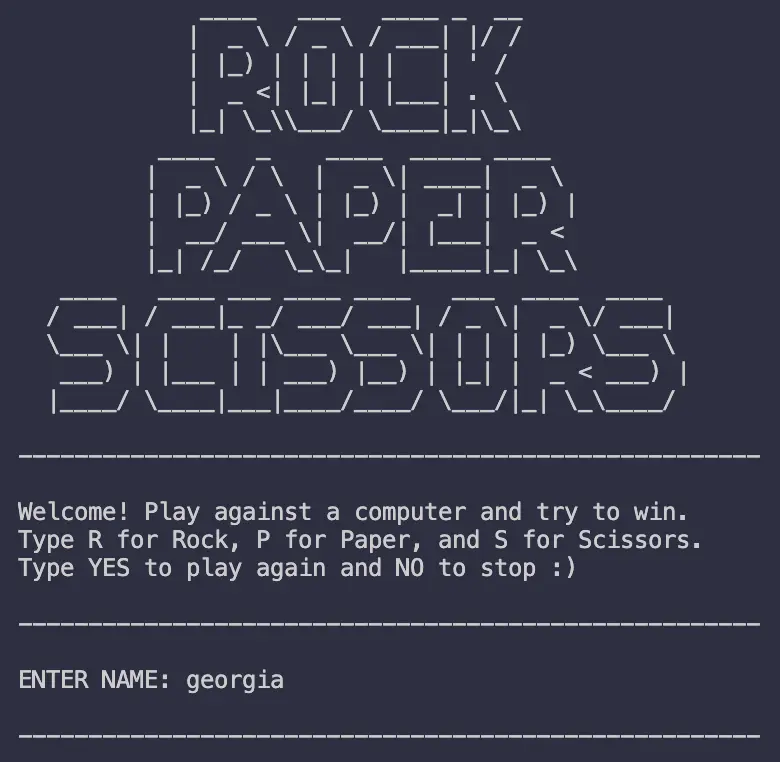 ROCK
PAPER
SCISSORS
Welcome! Play against a computer and try to win.
Type R for Rock, P for Paper, and S for Scissors.
Type YES to play again and NO to stop :)
ENTER NAME: georgia